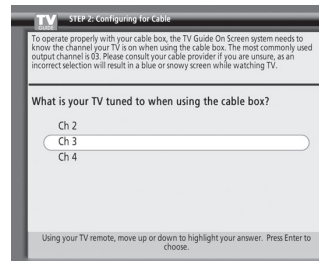 TV
GUIDE
STEP 2: Configuring for Cable
To operate properly with your cable box, the TV Guide On Screen system needs to
know the channel your TV is on when using the cable box. The most commonly used
output channel is 03. Please consult your cable provider if you are unsure, as an
incorrect selection will result in a blue or snowy screen while watching TV.
What is your TV tuned to when using the cable box?
Ch 2
Ch 3
Ch 4
Using your TV remote, move up or down to highlight your answer. Press Enter to
choose.